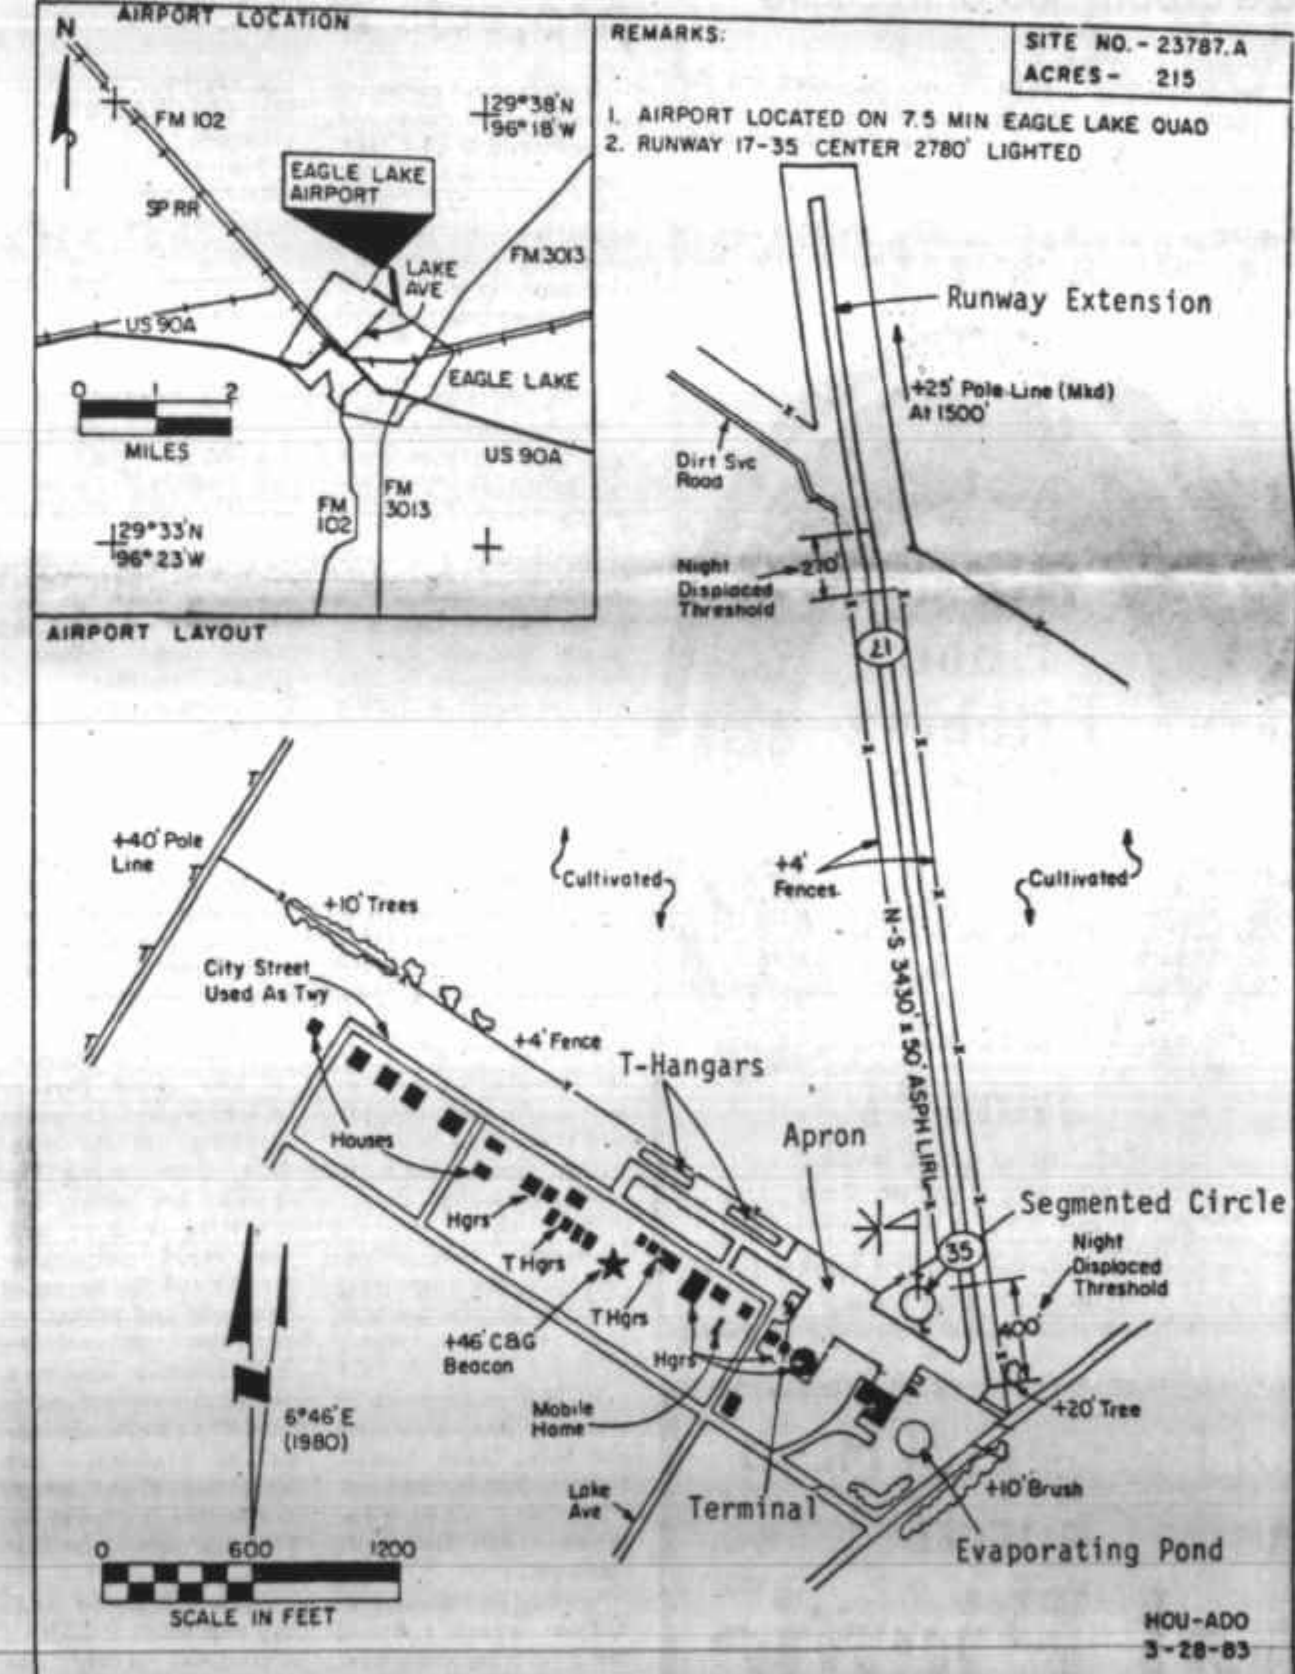 AIRPORT LOCATION
N
FM 102
29°38'N
96°18'W
EAGLE LAKE
AIRPORT
SP RR
FM 3013
LAKE
AVE
US 90A
0 1 2
MILES
EAGLE LAKE
US 90A
FM
102
FM
3013
29°33'N
96°23'W
REMARKS:
SITE NO.- 23787.A
ACRES- 215
1. AIRPORT LOCATED ON 7.5 MIN EAGLE LAKE QUAD
2. RUNWAY 17-35 CENTER 2780' LIGHTED
Runway Extension
+25' Pole Line (Mkd)
At 1500'
Dirt Svc
Road
Night
Displaced
Threshold
AIRPORT LAYOUT
17
+40' Pole
Line
T
T
T
T
+10' Trees
Cultivated
+4'
Fences
Cultivated
City Street
Used As Twy
+4' Fence
T-Hangars
N-S 3430' x 50' ASPH LIRL
Apron
Houses
Segmented Circle
35
Night
Displaced
Threshold
400'
Hgrs
T Hgrs
T Hgrs
+46' C&G
Beacon
Hgrs
Mobile
Home
+20' Tree
6°46'E
(1980)
Lake
Ave
Terminal
+10' Brush
Evaporating Pond
0 600 1200
SCALE IN FEET
HOU-ADO
3-28-83